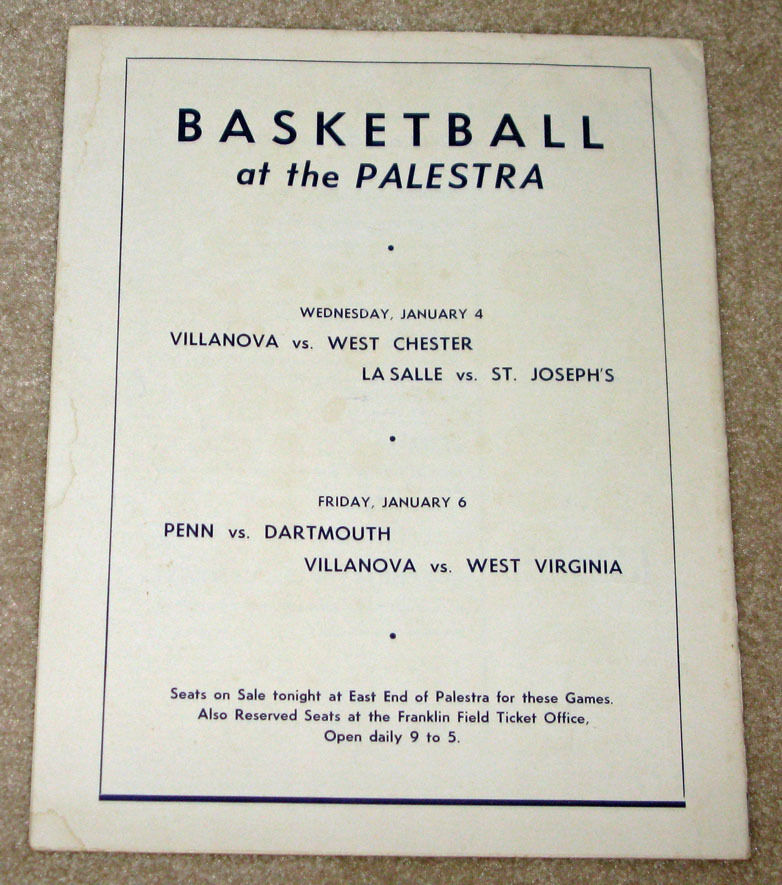 BASKETBALL
at the PALESTRA
WEDNESDAY, JANUARY 4
VILLANOVA vs. WEST CHESTER
LA SALLE vs. ST. JOSEPH'S
FRIDAY, JANUARY 6
PENN vs. DARTMOUTH
VILLANOVA vs. WEST VIRGINIA
Seats on Sale tonight at East End of Palestra for these Games.
Also Reserved Seats at the Franklin Field Ticket Office,
Open daily 9 to 5.